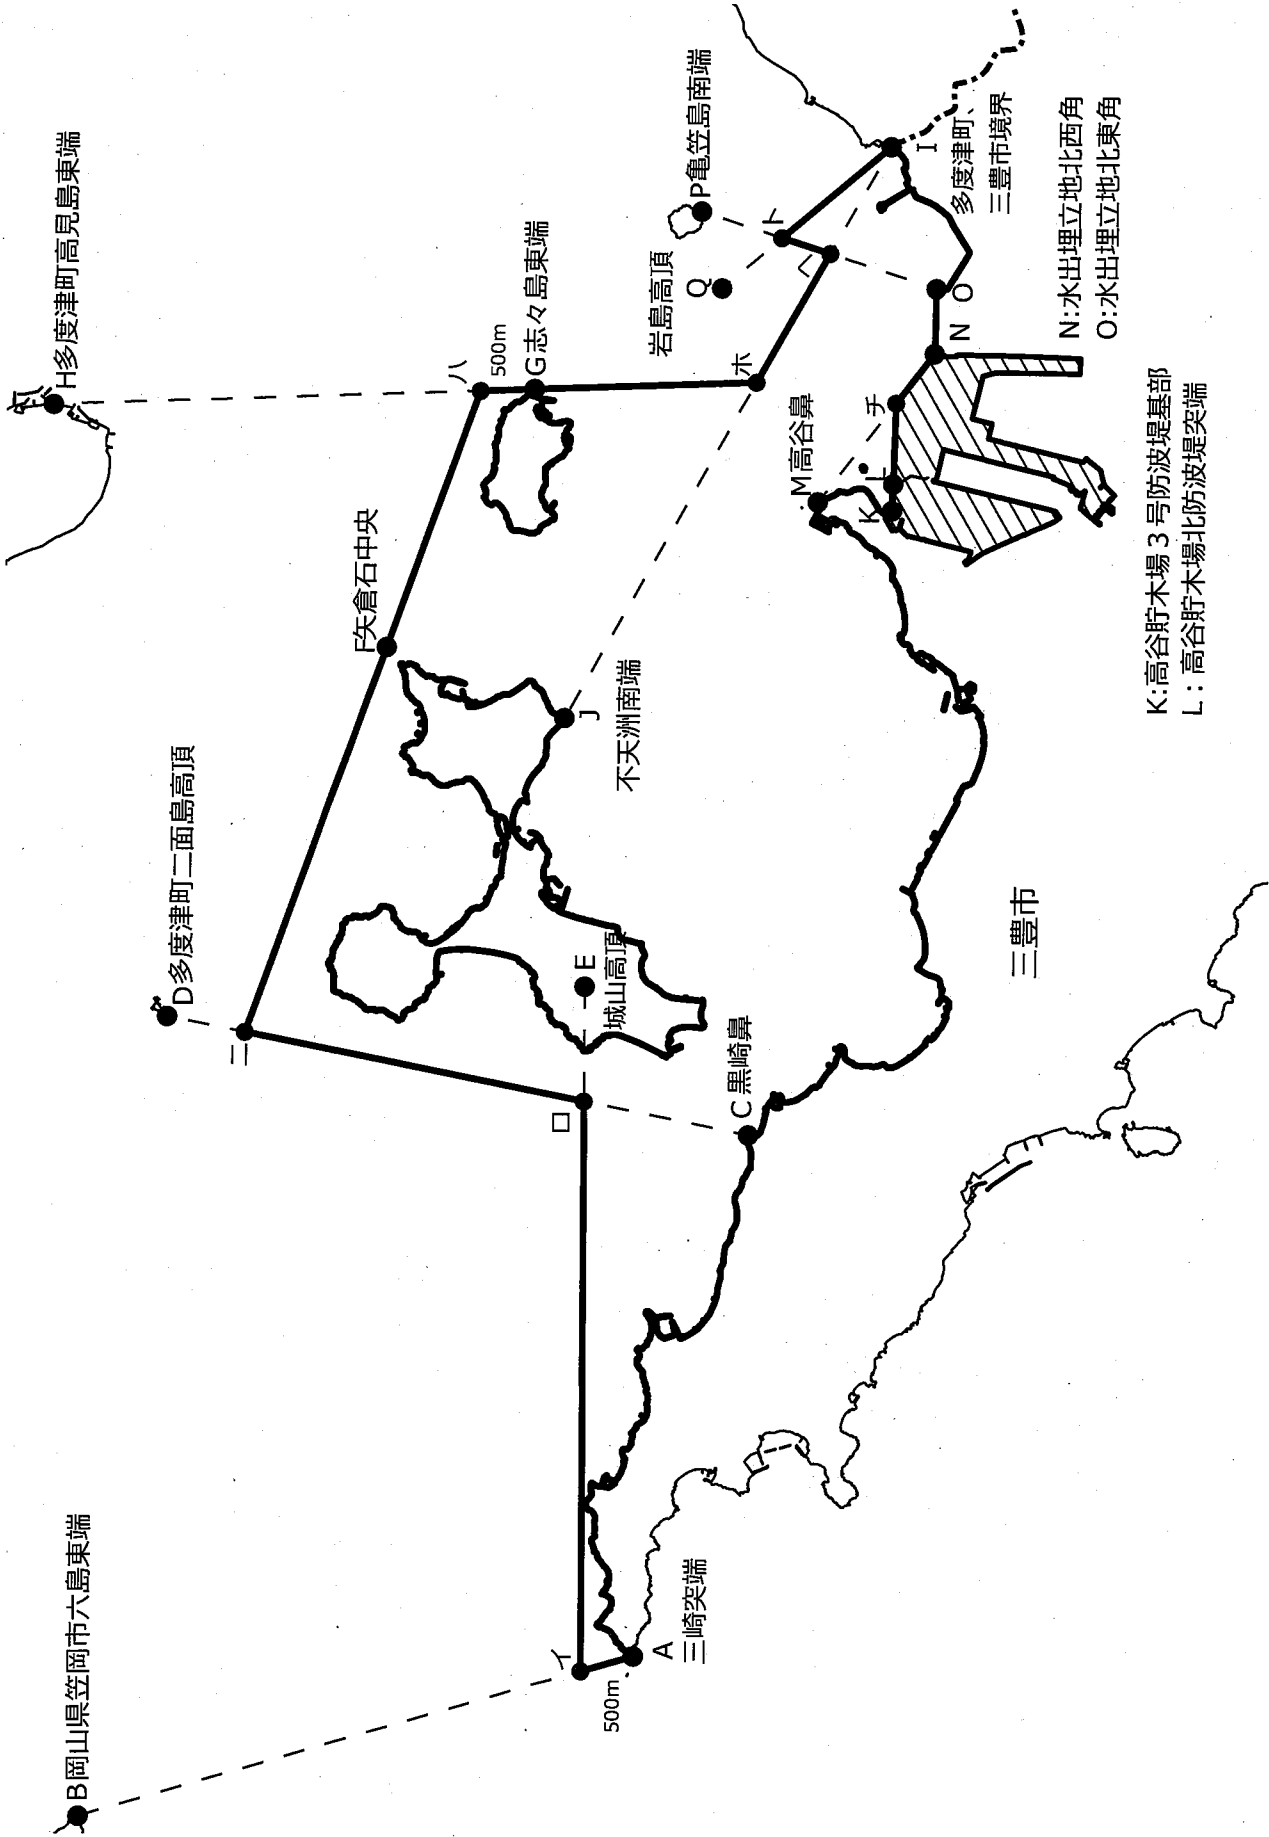 B岡山県笠岡市六島東端
D多度津町二面島高頂
H多度津町高見島東端
ニ
F矢倉石中央
ハ
500m
G志々島東端
P亀笠島南端
岩島高頂
Q
ト
ホ
I
多度津町、
三豊市境界
J
不天洲南端
E
城山高頂
ロ
C黒崎鼻
イ
500m
A
三崎突端
M高谷鼻
K
L
チ
N
O
三豊市
N:水出埋立地北西角
O:水出埋立地北東角
K:高谷貯木場3号防波堤基部
L:高谷貯木場北防波堤突端